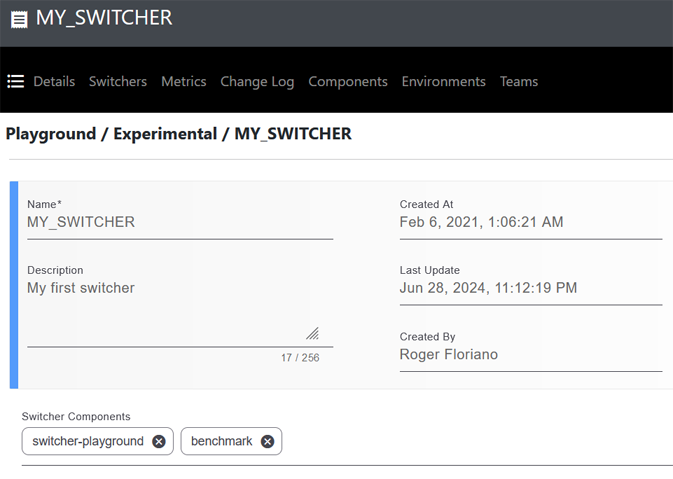 MY_SWITCHER
Details Switchers Metrics Change Log Components Environments Teams
Playground / Experimental / MY_SWITCHER
Name*
MY_SWITCHER
Created At
Feb 6, 2021, 1:06:21 AM
Description
My first switcher
17 / 256
Last Update
Jun 28, 2024, 11:12:19 PM
Created By
Roger Floriano
Switcher Components
switcher-playground benchmark